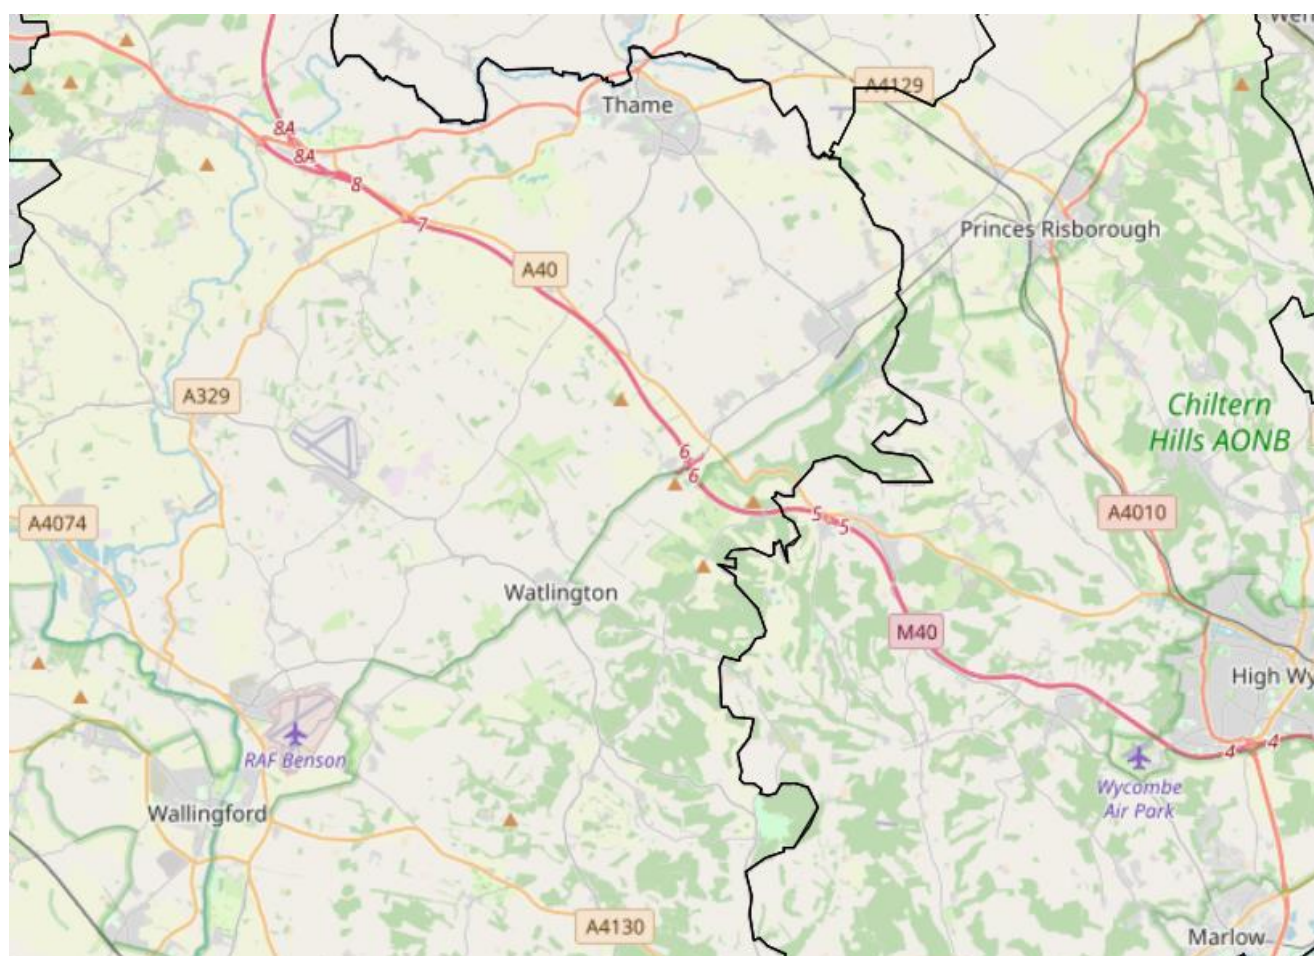 Wen
A4129
Thame
8A
8A
8
7
Princes Risborough
A40
A329
Chiltern
Hills AONB
6
6
A4074
5
5
A4010
Watlington
M40
High Wy
RAF Benson
4
4
Wycombe
Air Park
Wallingford
A4130
Marlow